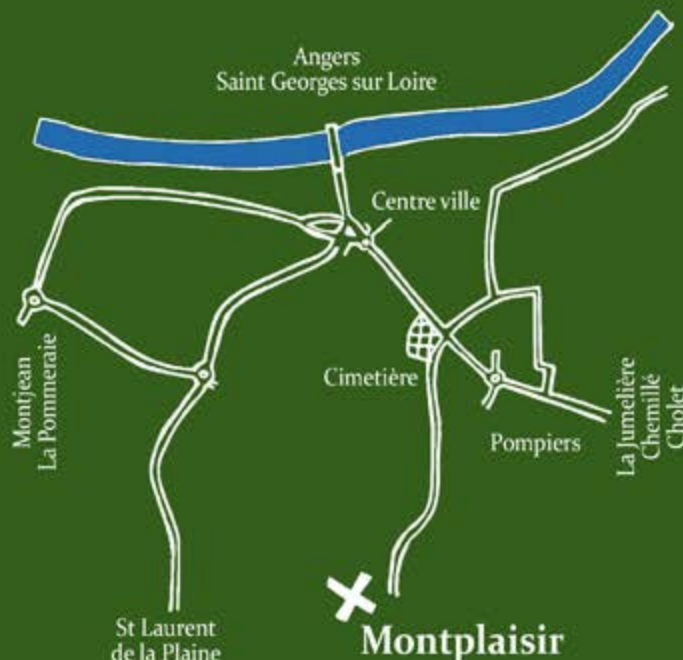 Angers
Saint Georges sur Loire
Centre ville
Cimetière
Montjean
La Pommeraie
Pompiers
La Jumelière
Chemillé
Cholet
St Laurent
de la Plaine
Montplaisir